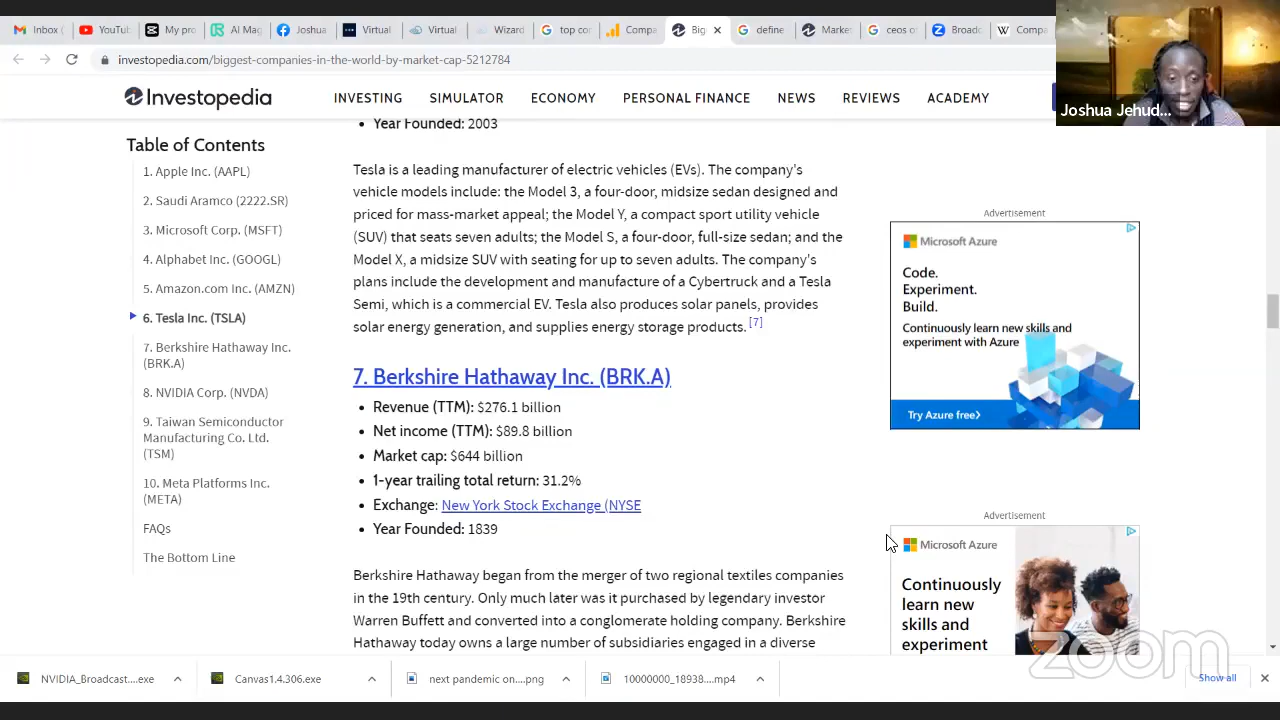 Inbox (
YouTub
My pro
AI Mag
Joshua
Virtual
Virtual
Wizard
top cor
Compa
Big
define
Market
ceos or
Broadc
Compa
investopedia.com/biggest-companies-in-the-world-by-market-cap-5212784
Joshua Jehud...
Investopedia
INVESTING
SIMULATOR
ECONOMY
PERSONAL FINANCE
NEWS
REVIEWS
ACADEMY
Table of Contents
1. Apple Inc. (AAPL)
2. Saudi Aramco (2222.SR)
3. Microsoft Corp. (MSFT)
4. Alphabet Inc. (GOOGL)
5. Amazon.com Inc. (AMZN)
6. Tesla Inc. (TSLA)
7. Berkshire Hathaway Inc.
(BRK.A)
8. NVIDIA Corp. (NVDA)
9. Taiwan Semiconductor
Manufacturing Co. Ltd.
(TSM)
10. Meta Platforms Inc.
(META)
FAQs
The Bottom Line
• Year Founded: 2003
Tesla is a leading manufacturer of electric vehicles (EVs). The company's
vehicle models include: the Model 3, a four-door, midsize sedan designed and
priced for mass-market appeal; the Model Y, a compact sport utility vehicle
(SUV) that seats seven adults; the Model S, a four-door, full-size sedan; and the
Model X, a midsize SUV with seating for up to seven adults. The company's
plans include the development and manufacture of a Cybertruck and a Tesla
Semi, which is a commercial EV. Tesla also produces solar panels, provides
solar energy generation, and supplies energy storage products. [7]
7. Berkshire Hathaway Inc. (BRK.A)
• Revenue (TTM): $276.1 billion
• Net income (TTM): $89.8 billion
• Market cap: $644 billion
• 1-year trailing total return: 31.2%
• Exchange: New York Stock Exchange (NYSE
• Year Founded: 1839
Berkshire Hathaway began from the merger of two regional textiles companies
in the 19th century. Only much later was it purchased by legendary investor
Warren Buffett and converted into a conglomerate holding company. Berkshire
Hathaway today owns a large number of subsidiaries engaged in a diverse
Advertisement
Microsoft Azure
Code.
Experiment.
Build.
Continuously learn new skills and
experiment with Azure
Try Azure free>
Advertisement
Microsoft Azure
Continuously
learn new
skills and
experiment
zoom
NVIDIA_Broadcast....exe
Canvas1.4.306.exe
next pandemic on....png
10000000_18938....mp4
Show all